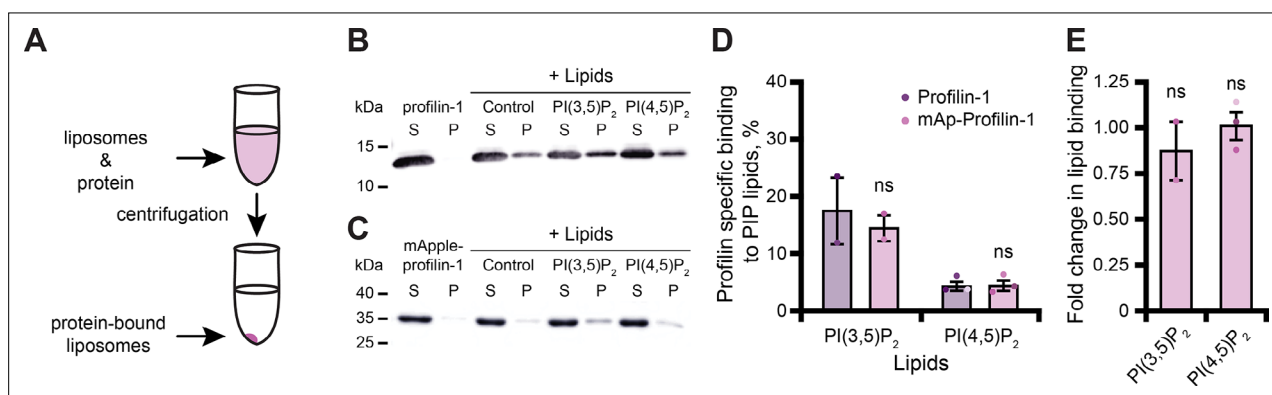 A
liposomes
&
protein
centrifugation
protein-bound
liposomes
B
+ Lipids
kDa profilin-1 Control PI(3,5)P₂ PI(4,5)P₂
S P S P S P S P
15
10
C
+ Lipids
mApple-
kDa profilin-1 Control PI(3,5)P₂ PI(4,5)P₂
S P S P S P S P
40
35
25
D
Profilin specific binding
to PIP lipids, %
40
30
20
10
0
Profilin-1
mAp-Profilin-1
ns
ns
PI(3,5)P₂ PI(4,5)P₂
Lipids
E
Fold change in lipid binding
1.25
1.00
0.75
0.50
0.25
0
ns ns
PI(3,5)P₂
PI(4,5)P₂